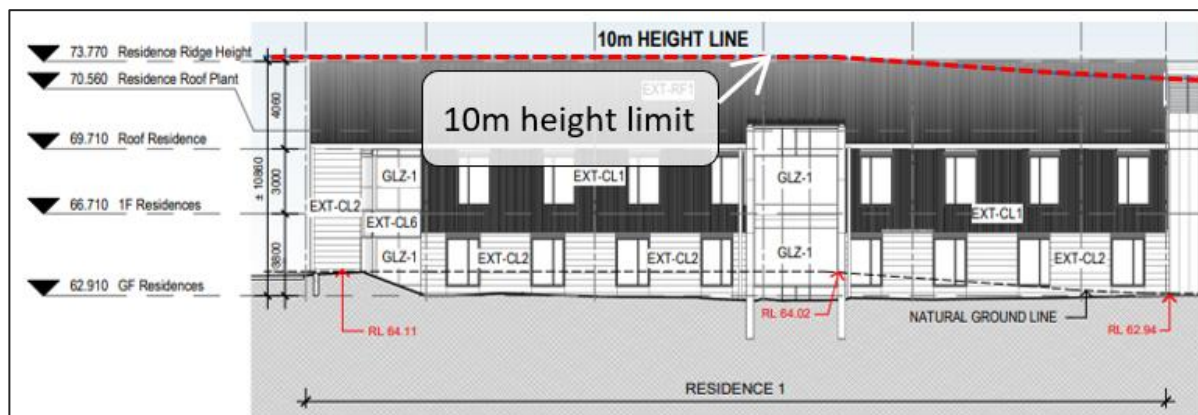 10m HEIGHT LINE
73.770 Residence Ridge Height
70.560 Residence Roof Plant
EXT-RF1
10m height limit
4060
69.710 Roof Residence
± 10860
3000
GLZ-1
EXT-CL1
GLZ-1
66.710 1F Residences
EXT-CL2
EXT-CL6
EXT-CL1
3800
GLZ-1
EXT-CL2
EXT-CL2
GLZ-1
EXT-CL2
62.910 GF Residences
RL 64.11
RL 64.02
NATURAL GROUND LINE
RL 62.94
RESIDENCE 1